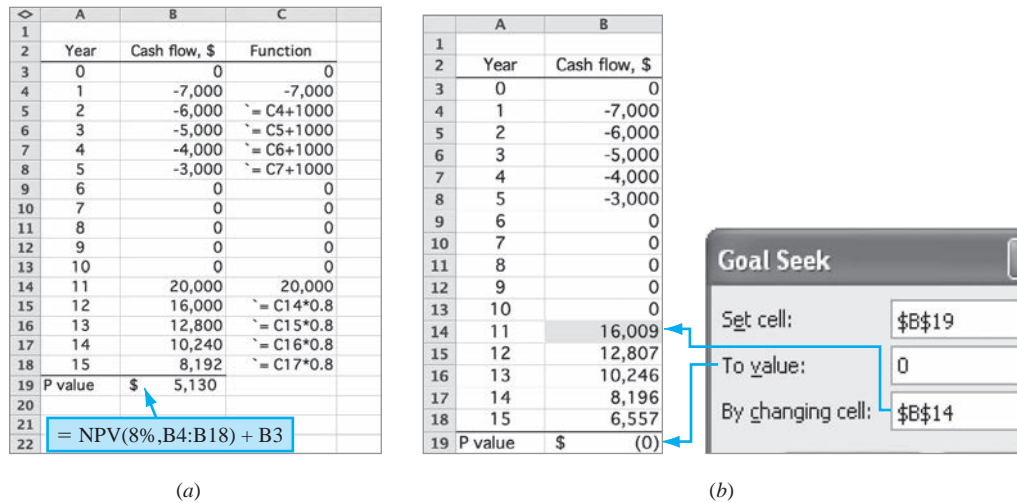 A B C
1
2 Year Cash flow, $ Function
3 0 0 0
4 1 -7,000 -7,000
5 2 -6,000 `= C4+1000
6 3 -5,000 `= C5+1000
7 4 -4,000 `= C6+1000
8 5 -3,000 `= C7+1000
9 6 0 0
10 7 0 0
11 8 0 0
12 9 0 0
13 10 0 0
14 11 20,000 20,000
15 12 16,000 `= C14*0.8
16 13 12,800 `= C15*0.8
17 14 10,240 `= C16*0.8
18 15 8,192 `= C17*0.8
19 P value $ 5,130
20
21
22
= NPV(8%,B4:B18) + B3
(a)
A B
1
2 Year Cash flow, $
3 0 0
4 1 -7,000
5 2 -6,000
6 3 -5,000
7 4 -4,000
8 5 -3,000
9 6 0
10 7 0
11 8 0
12 9 0
13 10 0
14 11 16,009
15 12 12,807
16 13 10,246
17 14 8,196
18 15 6,557
19 P value $ (0)
Goal Seek
Set cell: $B$19
To value: 0
By changing cell: $B$14
(b)